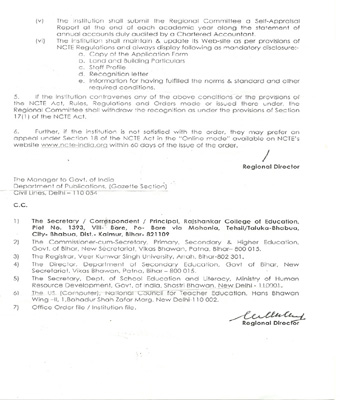 (v) The institution shall submit the Regional Committee a Self-Appraisal
Report at the end of each academic year along the statement of
annual accounts duly audited by a Chartered Accountant.
(vi) The institution shall maintain & update its Web-site as per provisions of
NCTE Regulations and always display following as mandatory disclosure:-
a. Copy of the Application Form
b. Land and Building Particulars
c. Staff Profile
d. Recognition letter
e. Information for having fulfilled the norms & standard and other
required conditions.
5. If the institution contravenes any of the above conditions or the provisions of
the NCTE Act, Rules, Regulations and Orders made or issued there under, the
Regional Committee shall withdraw the recognition as under the provisions of Section
17(1) of the NCTE Act.
6. Further, if the institution is not satisfied with the order, they may prefer an
appeal under Section 18 of the NCTE Act in the "Online mode" available on NCTE's
website www.ncte-india.org within 60 days of the issue of the order.
Regional Director
The Manager to Govt. of India
Department of Publications, (Gazette Section)
Civil Lines, Delhi – 110 054
C.C.
1) The Secretary / Correspondent / Principal, Rajshankar College of Education,
Plot No. 1393, Vill- Bare, Po- Bare via Mohania, Tehsil/Taluka-Bhabua,
City- Bhabua, Dist.- Kaimur, Bihar- 821109
2) The Commissioner-cum-Secretary, Primary, Secondary & Higher Education,
Govt. of Bihar, New Secretariat, Vikas Bhawan, Patna, Bihar– 800 015.
3) The Registrar, Veer Kunwar Singh University, Arrah, Bihar-802 301.
4) The Director, Department of Secondary Education, Govt of Bihar, New
Secretariat, Vikas Bhawan, Patna, Bihar – 800 015.
5) The Secretary, Dept. of School Education and Literacy, Ministry of Human
Resource Development, Govt. of India, Shastri Bhawan, New Delhi - 110001.
6) The US (Computer), National Council for Teacher Education, Hans Bhawan
Wing -II, 1,Bahadur Shah Zafar Marg, New Delhi 110 002.
7) Office Order file / Institution file.
Regional Director